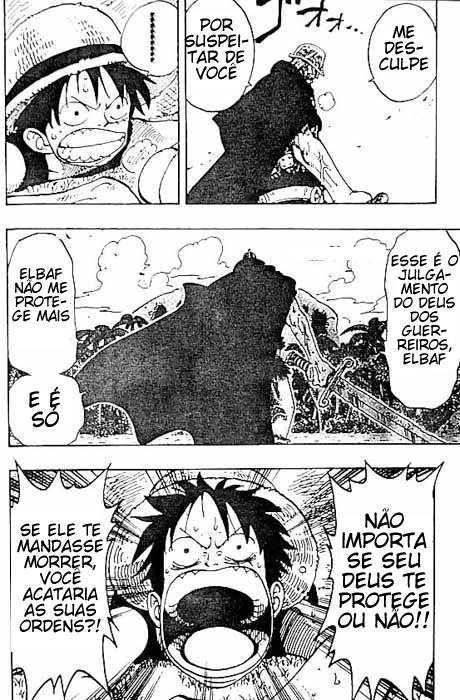 ME
DES-
CULPE
POR
SUSPEI-
TAR DE
VOCÊ
ESSE É O
JULGA-
MENTO
DO DEUS
DOS
GUER-
REIROS,
ELBAF
ELBAF
NÃO ME
PROTE-
GE MAIS
E É
SÓ
NÃO
IMPORTA
SE SEU
DEUS TE
PROTEGE
OU NÃO!!
SE ELE TE
MANDASSE
MORRER,
VOCÊ
ACATARIA
AS SUAS
ORDENS?!